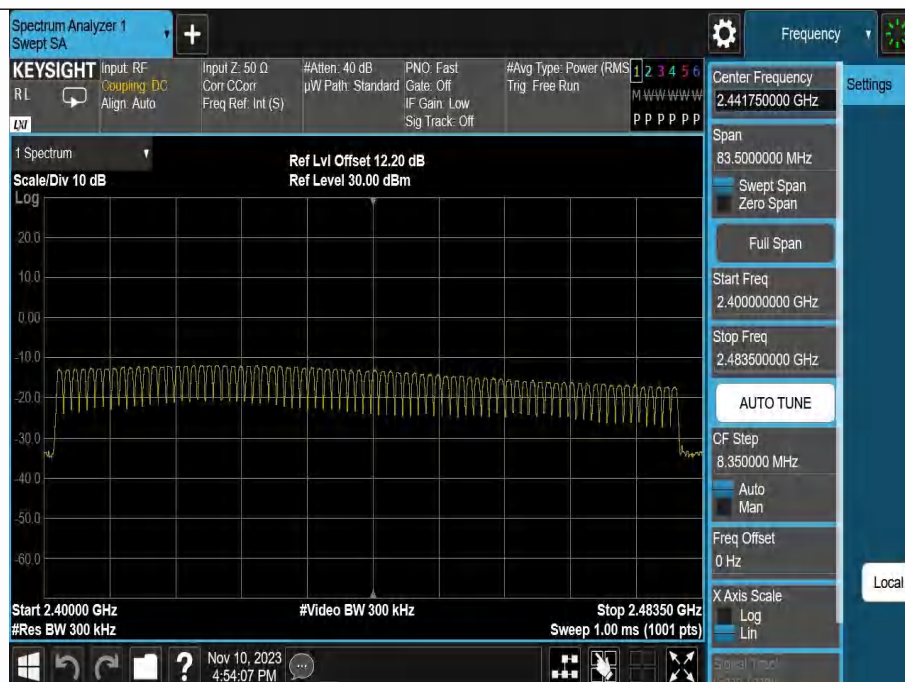 Spectrum Analyzer 1
Swept SA
Frequency
KEYSIGHT
R L
LXI
Input: RF
Coupling: DC
Align: Auto
Input Z: 50 Ω
Corr CCorr
Freq Ref: Int (S)
#Atten: 40 dB
µW Path: Standard
PNO: Fast
Gate: Off
IF Gain: Low
Sig Track: Off
#Avg Type: Power (RMS
Trig: Free Run
1 2 3 4 5 6
M W W W W W
P P P P P P
Center Frequency
2.441750000 GHz
Settings
Span
83.5000000 MHz
Swept Span
Zero Span
Full Span
Start Freq
2.400000000 GHz
Stop Freq
2.483500000 GHz
AUTO TUNE
CF Step
8.350000 MHz
Auto
Man
Freq Offset
0 Hz
X Axis Scale
Log
Lin
Local
1 Spectrum
Scale/Div 10 dB
Ref Lvl Offset 12.20 dB
Ref Level 30.00 dBm
Log
20.0
10.0
0.00
-10.0
-20.0
-30.0
-40.0
-50.0
-60.0
Start 2.40000 GHz
#Res BW 300 kHz
#Video BW 300 kHz
Stop 2.48350 GHz
Sweep 1.00 ms (1001 pts)
?
Nov 10, 2023
4:54:07 PM